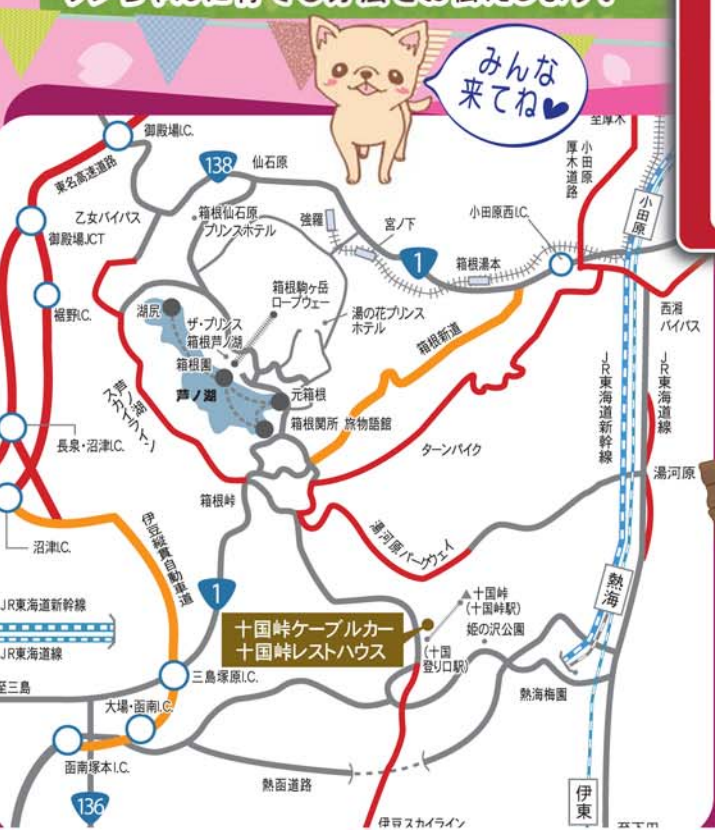 みんな
来てね♥
御殿場I.C.
東名高速道路
138
仙石原
至厚木
小田原
厚木道路
小田原
乙女バイパス
御殿場JCT
箱根仙石原
プリンスホテル
強羅
宮ノ下
小田原西I.C.
1
箱根湯本
裾野I.C.
湖尻
箱根駒ヶ岳
ロープウェー
ザ・プリンス
箱根芦ノ湖
湯の花プリンス
ホテル
箱根園
芦ノ湖
元箱根
箱根関所 旅物語館
箱根新道
西湘
バイパス
芦ノ湖
スカイライン
JR東海道新幹線
JR東海道線
長泉・沼津I.C.
ターンパイク
湯河原
箱根峠
沼津I.C.
伊豆縦貫自動車道
湯河原パークウェイ
1
熱海
十国峠
(十国峠駅)
JR東海道新幹線
JR東海道線
十国峠ケーブルカー
十国峠レストハウス
姫の沢公園
(十国
登り口駅)
至三島
三島塚原I.C.
熱海梅園
大場・函南I.C.
函南塚本I.C.
136
熱函道路
伊豆スカイライン
伊東